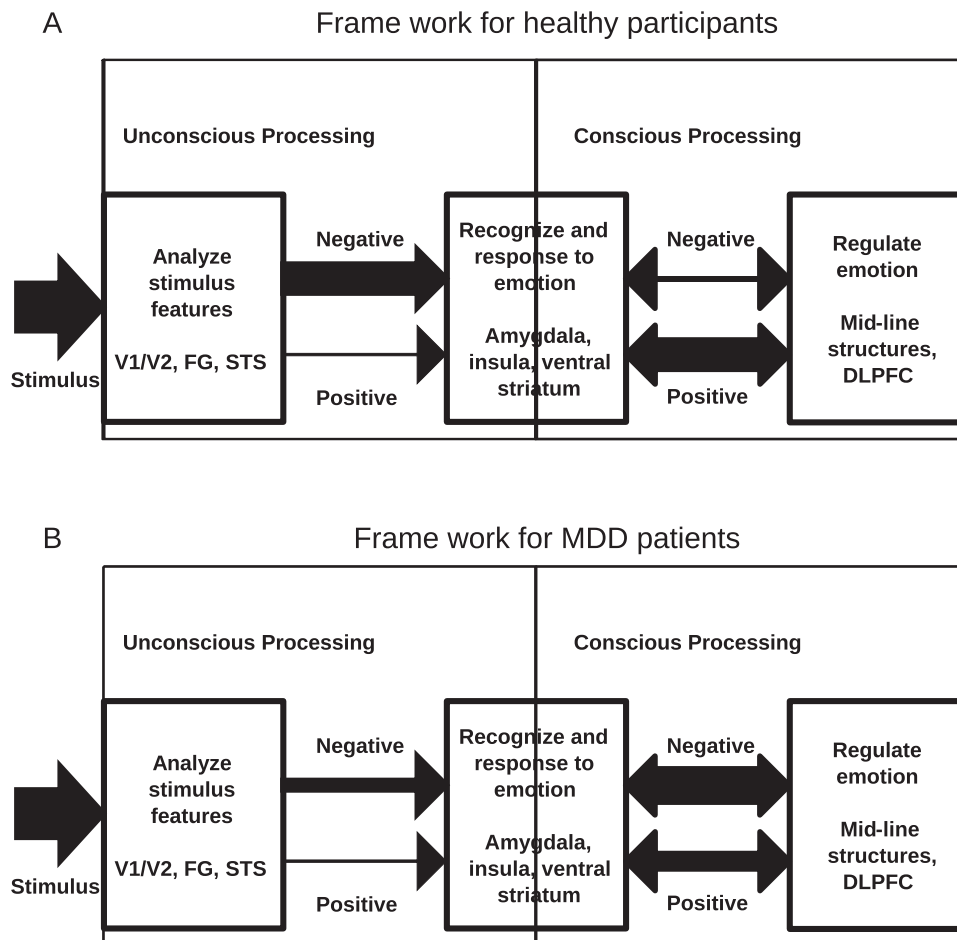 A
Frame work for healthy participants
Unconscious Processing
Conscious Processing
Stimulus
Analyze
stimulus
features
V1/V2, FG, STS
Negative
Positive
Recognize and
response to
emotion
Amygdala,
insula, ventral
striatum
Negative
Positive
Regulate
emotion
Mid-line
structures,
DLPFC
B
Frame work for MDD patients
Unconscious Processing
Conscious Processing
Stimulus
Analyze
stimulus
features
V1/V2, FG, STS
Negative
Positive
Recognize and
response to
emotion
Amygdala,
insula, ventral
striatum
Negative
Positive
Regulate
emotion
Mid-line
structures,
DLPFC